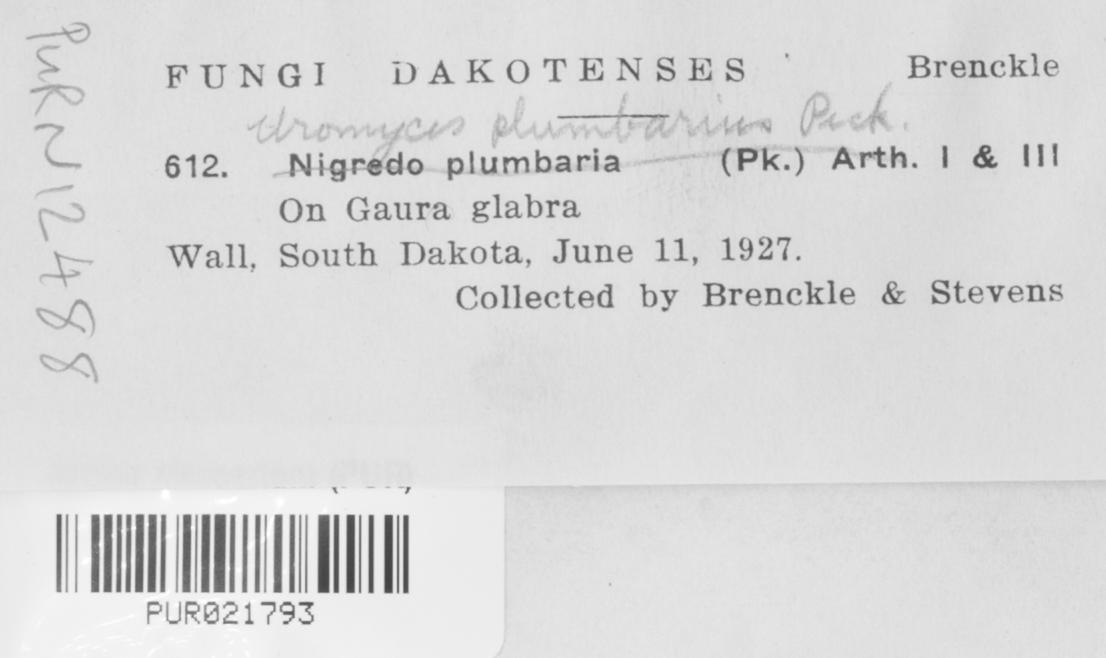 PUR N12488
FUNGI DAKOTENSES Brenckle
Uromyces plumbarius Peck.
612. Nigredo plumbaria (Pk.) Arth. I & III
On Gaura glabra
Wall, South Dakota, June 11, 1927.
Collected by Brenckle & Stevens
PUR021793